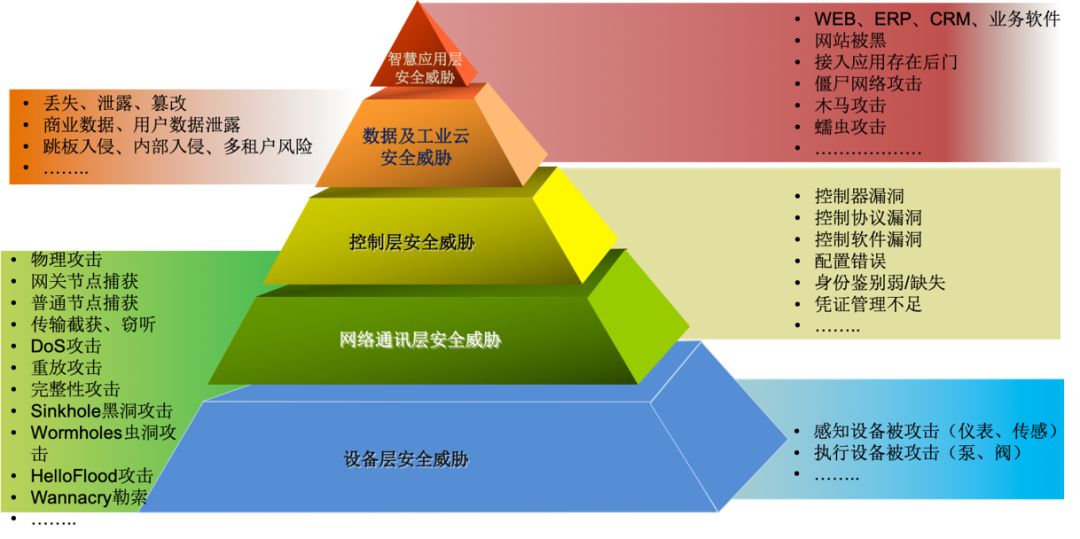 智慧应用层
安全威胁
• WEB、ERP、CRM、业务软件
• 网站被黑
• 接入应用存在后门
• 僵尸网络攻击
• 木马攻击
• 蠕虫攻击
• ………………
• 丢失、泄露、篡改
• 商业数据、用户数据泄露
• 跳板入侵、内部入侵、多租户风险
• ……..
数据及工业云
安全威胁
控制层安全威胁
• 控制器漏洞
• 控制协议漏洞
• 控制软件漏洞
• 配置错误
• 身份鉴别弱/缺失
• 凭证管理不足
• ……..
• 物理攻击
• 网关节点捕获
• 普通节点捕获
• 传输截获、窃听
• DoS攻击
• 重放攻击
• 完整性攻击
• Sinkhole黑洞攻击
• Wormholes虫洞攻
击
• HelloFlood攻击
• Wannacry勒索
• ……..
网络通讯层安全威胁
设备层安全威胁
• 感知设备被攻击（仪表、传感）
• 执行设备被攻击（泵、阀）
• ……..